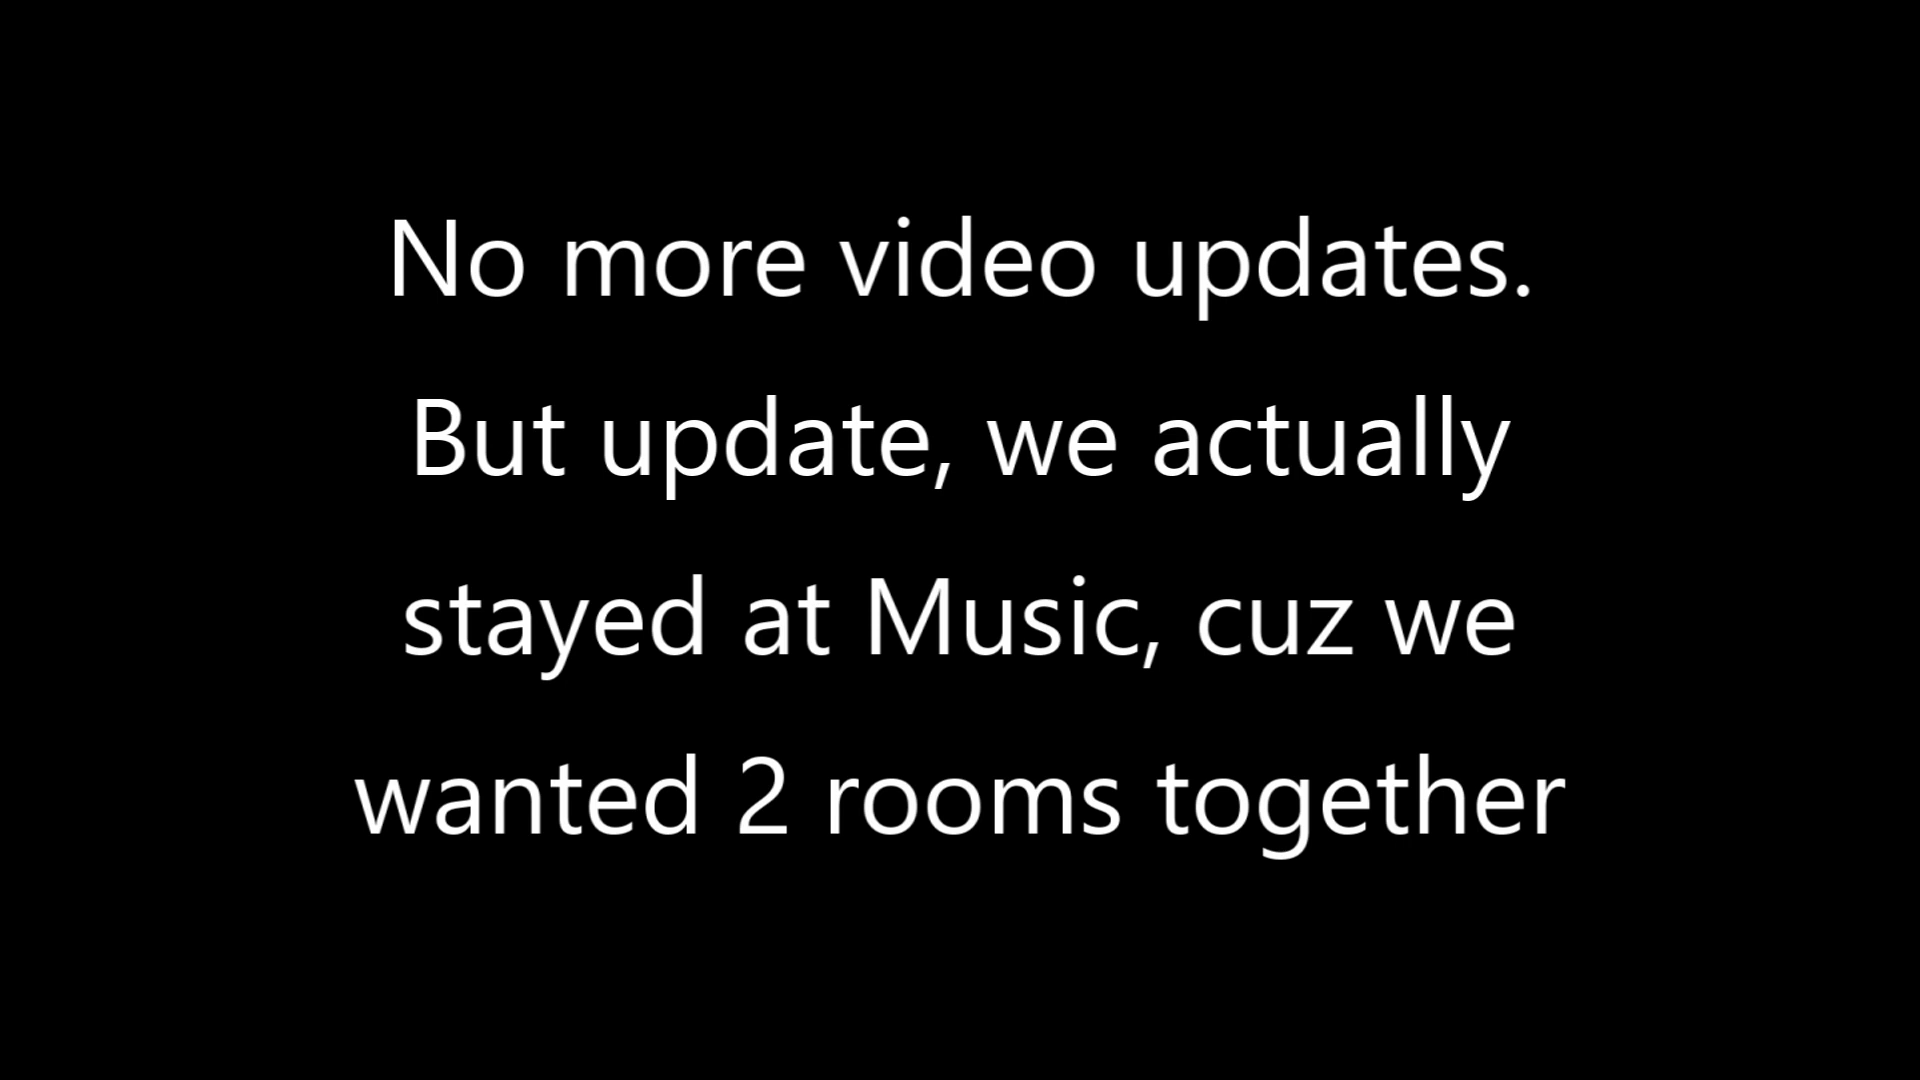 No more video updates.
But update, we actually
stayed at Music, cuz we
wanted 2 rooms together